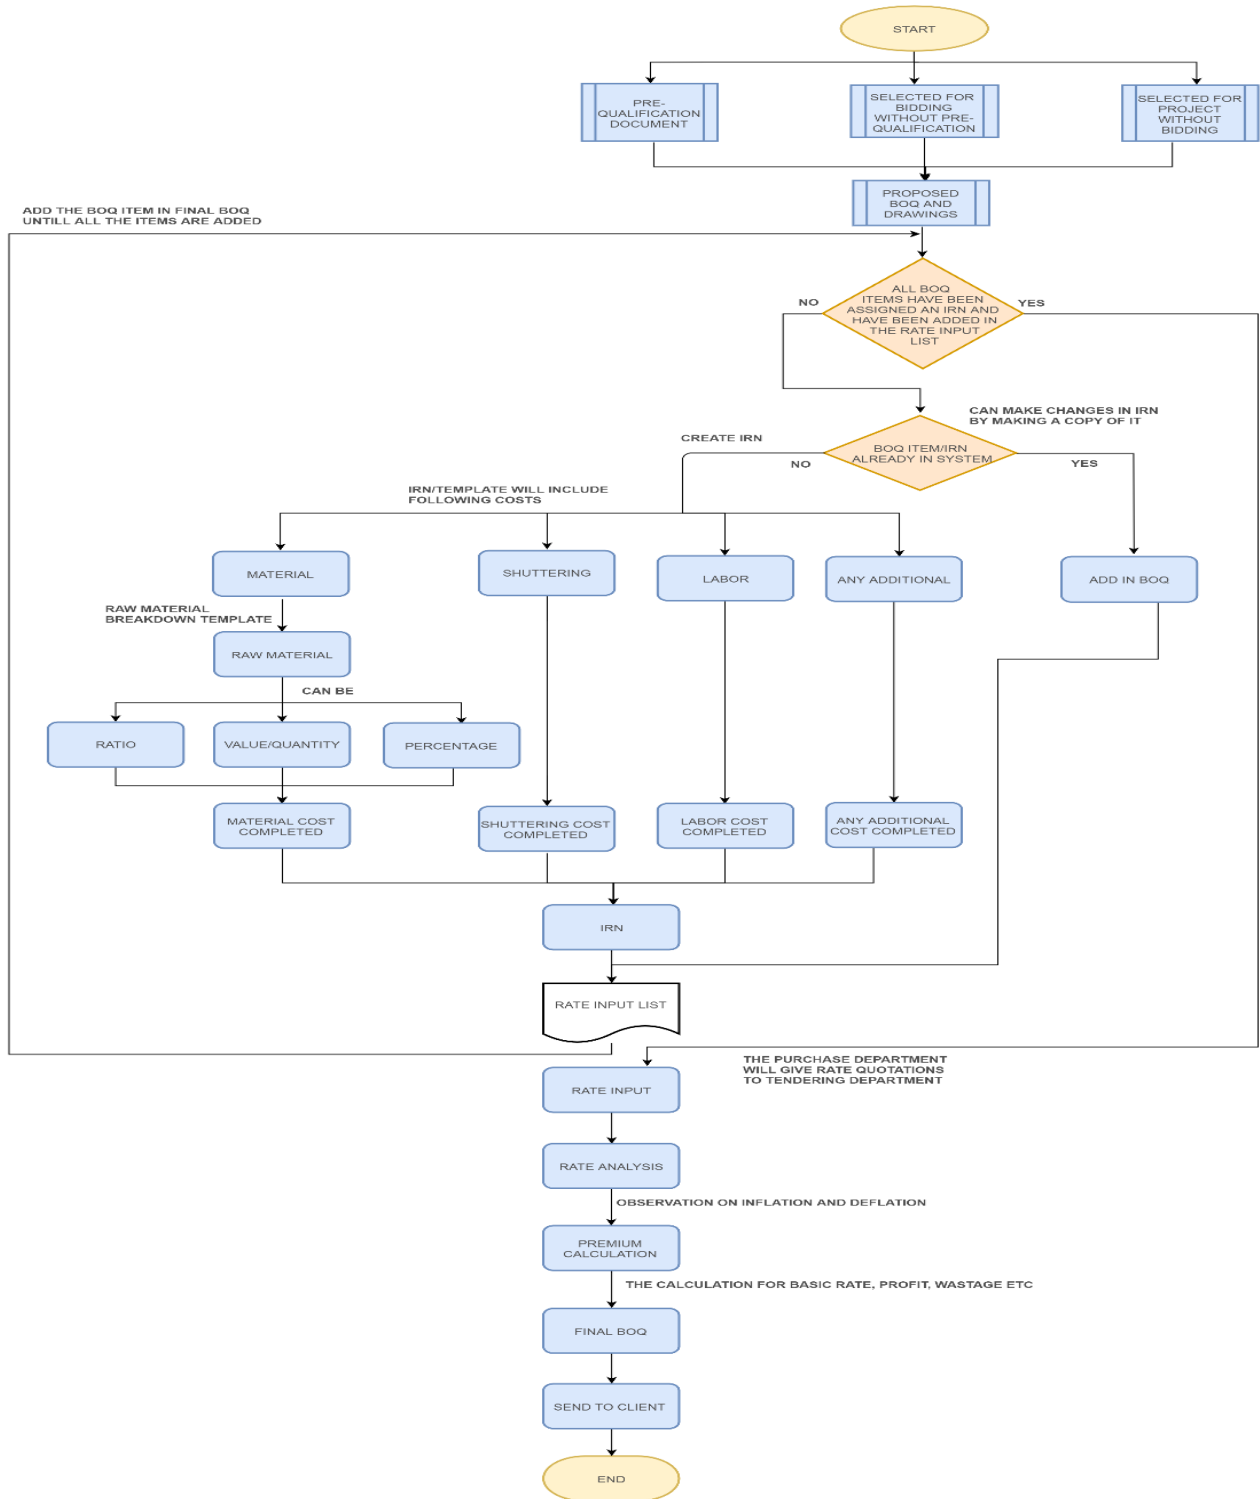 START
PRE-
QUALIFICATION
DOCUMENT
SELECTED FOR
BIDDING
WITHOUT PRE-
QUALIFICATION
SELECTED FOR
PROJECT
WITHOUT
BIDDING
PROPOSED
BOQ AND
DRAWINGS
ADD THE BOQ ITEM IN FINAL BOQ
UNTILL ALL THE ITEMS ARE ADDED
ALL BOQ
ITEMS HAVE BEEN
ASSIGNED AN IRN AND
HAVE BEEN ADDED IN
THE RATE INPUT
LIST
NO
YES
CAN MAKE CHANGES IN IRN
BY MAKING A COPY OF IT
CREATE IRN
BOQ ITEM/IRN
ALREADY IN SYSTEM
NO
YES
IRN/TEMPLATE WILL INCLUDE
FOLLOWING COSTS
MATERIAL
SHUTTERING
LABOR
ANY ADDITIONAL
ADD IN BOQ
RAW MATERIAL
BREAKDOWN TEMPLATE
RAW MATERIAL
CAN BE
RATIO
VALUE/QUANTITY
PERCENTAGE
MATERIAL COST
COMPLETED
SHUTTERING COST
COMPLETED
LABOR COST
COMPLETED
ANY ADDITIONAL
COST COMPLETED
IRN
RATE INPUT LIST
THE PURCHASE DEPARTMENT
WILL GIVE RATE QUOTATIONS
TO TENDERING DEPARTMENT
RATE INPUT
RATE ANALYSIS
OBSERVATION ON INFLATION AND DEFLATION
PREMIUM
CALCULATION
THE CALCULATION FOR BASIC RATE, PROFIT, WASTAGE ETC
FINAL BOQ
SEND TO CLIENT
END